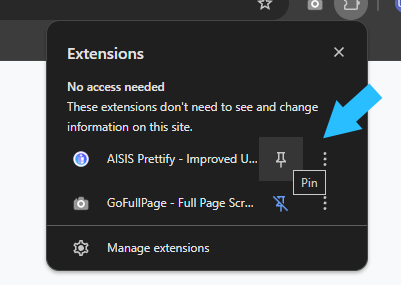 Extensions
No access needed
These extensions don't need to see and change
information on this site.
AISIS Prettify - Improved U...
Pin
GoFullPage - Full Page Scr...
Manage extensions